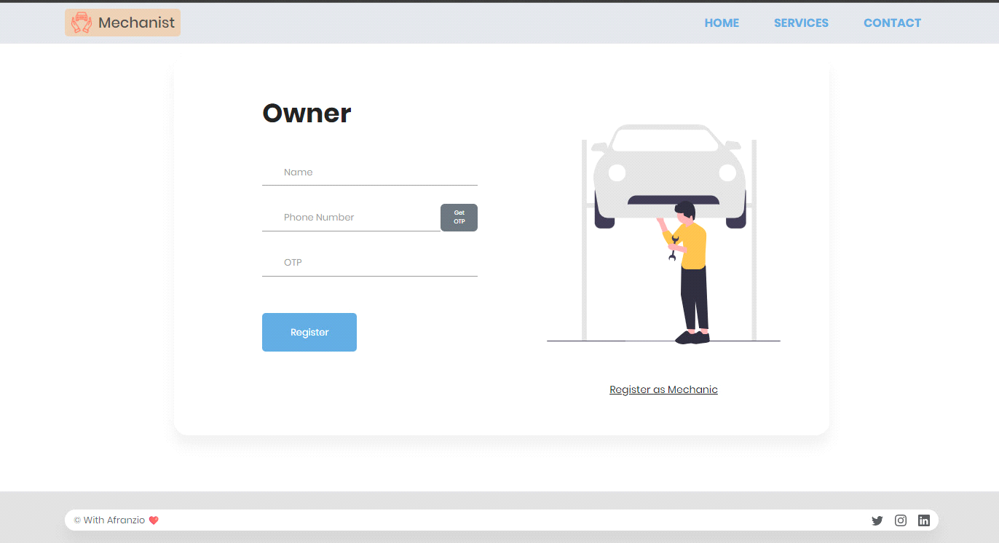 Mechanist
HOME
SERVICES
CONTACT
Owner
Name
Phone Number
Get
OTP
OTP
Register
Register as Mechanic
© With Afranzio ❤️